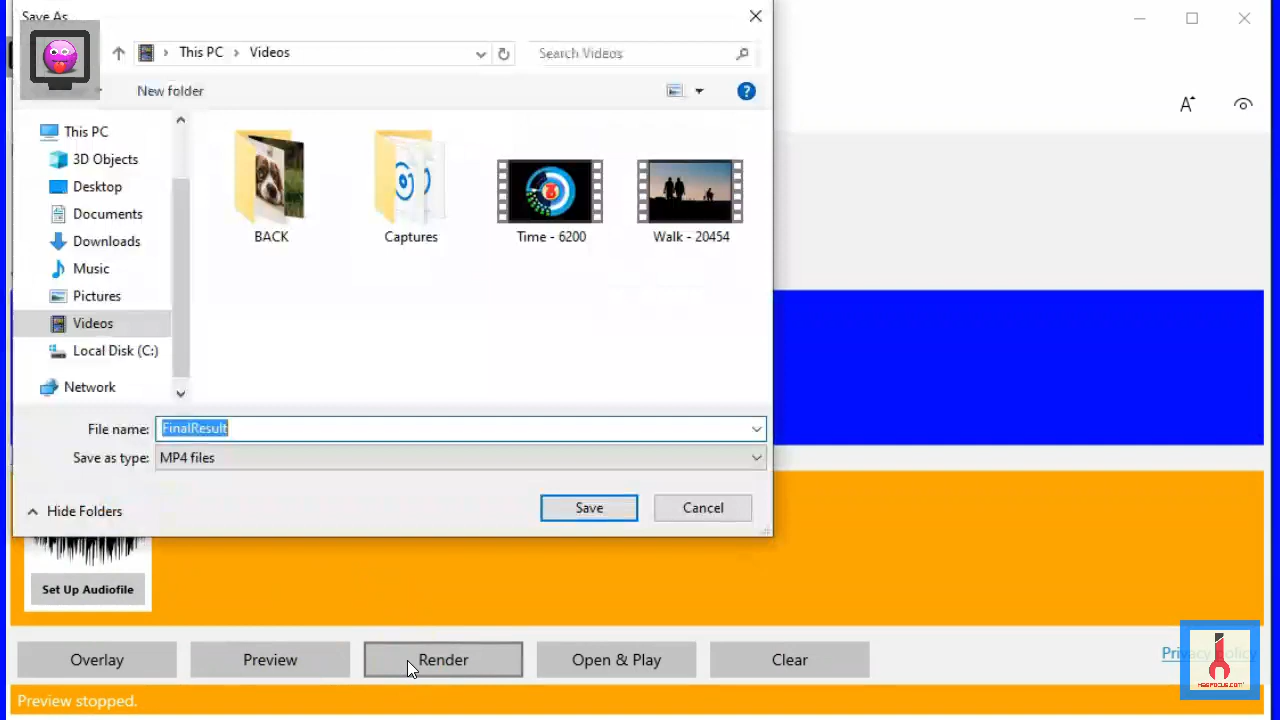 Save As
This PC > Videos
Search Videos
New folder
?
A
This PC
3D Objects
Desktop
Documents
Downloads
Music
Pictures
Videos
Local Disk (C:)
Network
BACK
Captures
Time - 6200
Walk - 20454
File name: FinalResult
Save as type: MP4 files
Hide Folders
Save
Cancel
Set Up Audiofile
Overlay
Preview
Render
Open & Play
Clear
Privacy policy
Preview stopped.